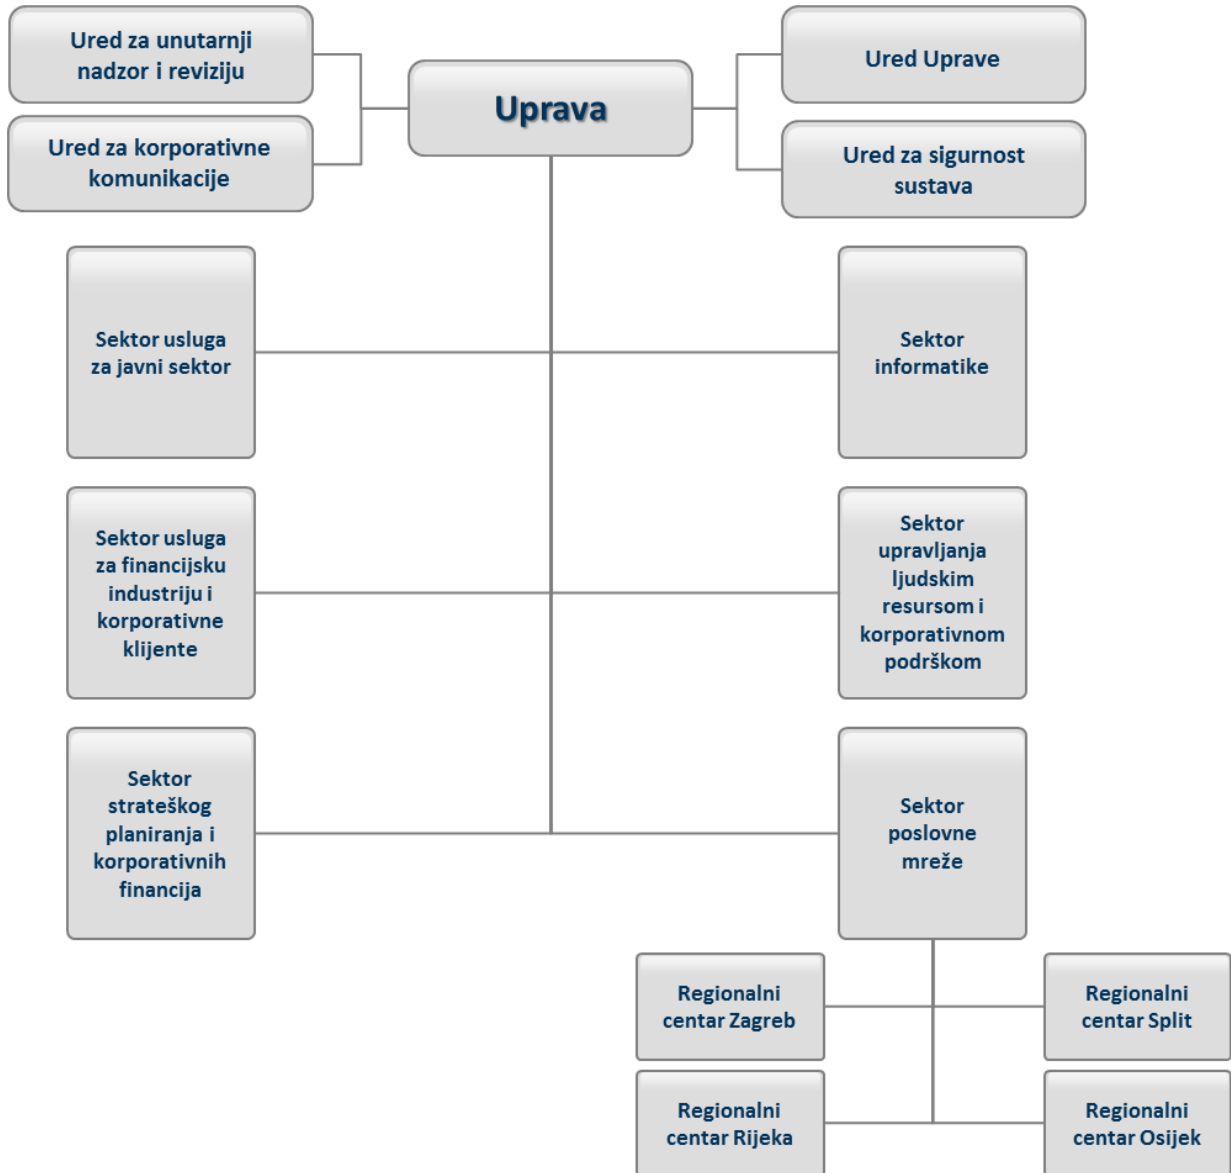 Ured za unutarnji
nadzor i reviziju
Uprava
Ured Uprave
Ured za korporativne
komunikacije
Ured za sigurnost
sustava
Sektor usluga
za javni sektor
Sektor
informatike
Sektor usluga
za financijsku
industriju i
korporativne
klijente
Sektor
upravljanja
ljudskim
resursom i
korporativnom
podrškom
Sektor
strateškog
planiranja i
korporativnih
financija
Sektor
poslovne
mreže
Regionalni
centar Zagreb
Regionalni
centar Split
Regionalni
centar Rijeka
Regionalni
centar Osijek